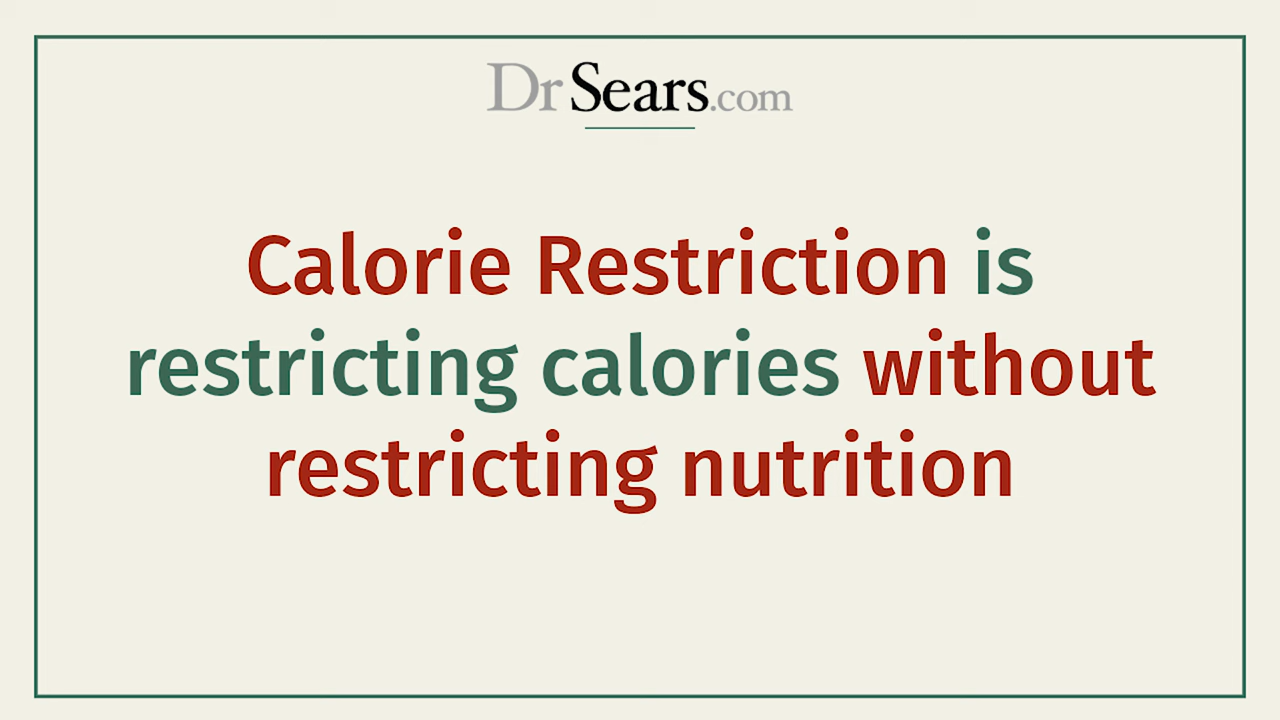 DrSears.com
Calorie Restriction is
restricting calories without
restricting nutrition